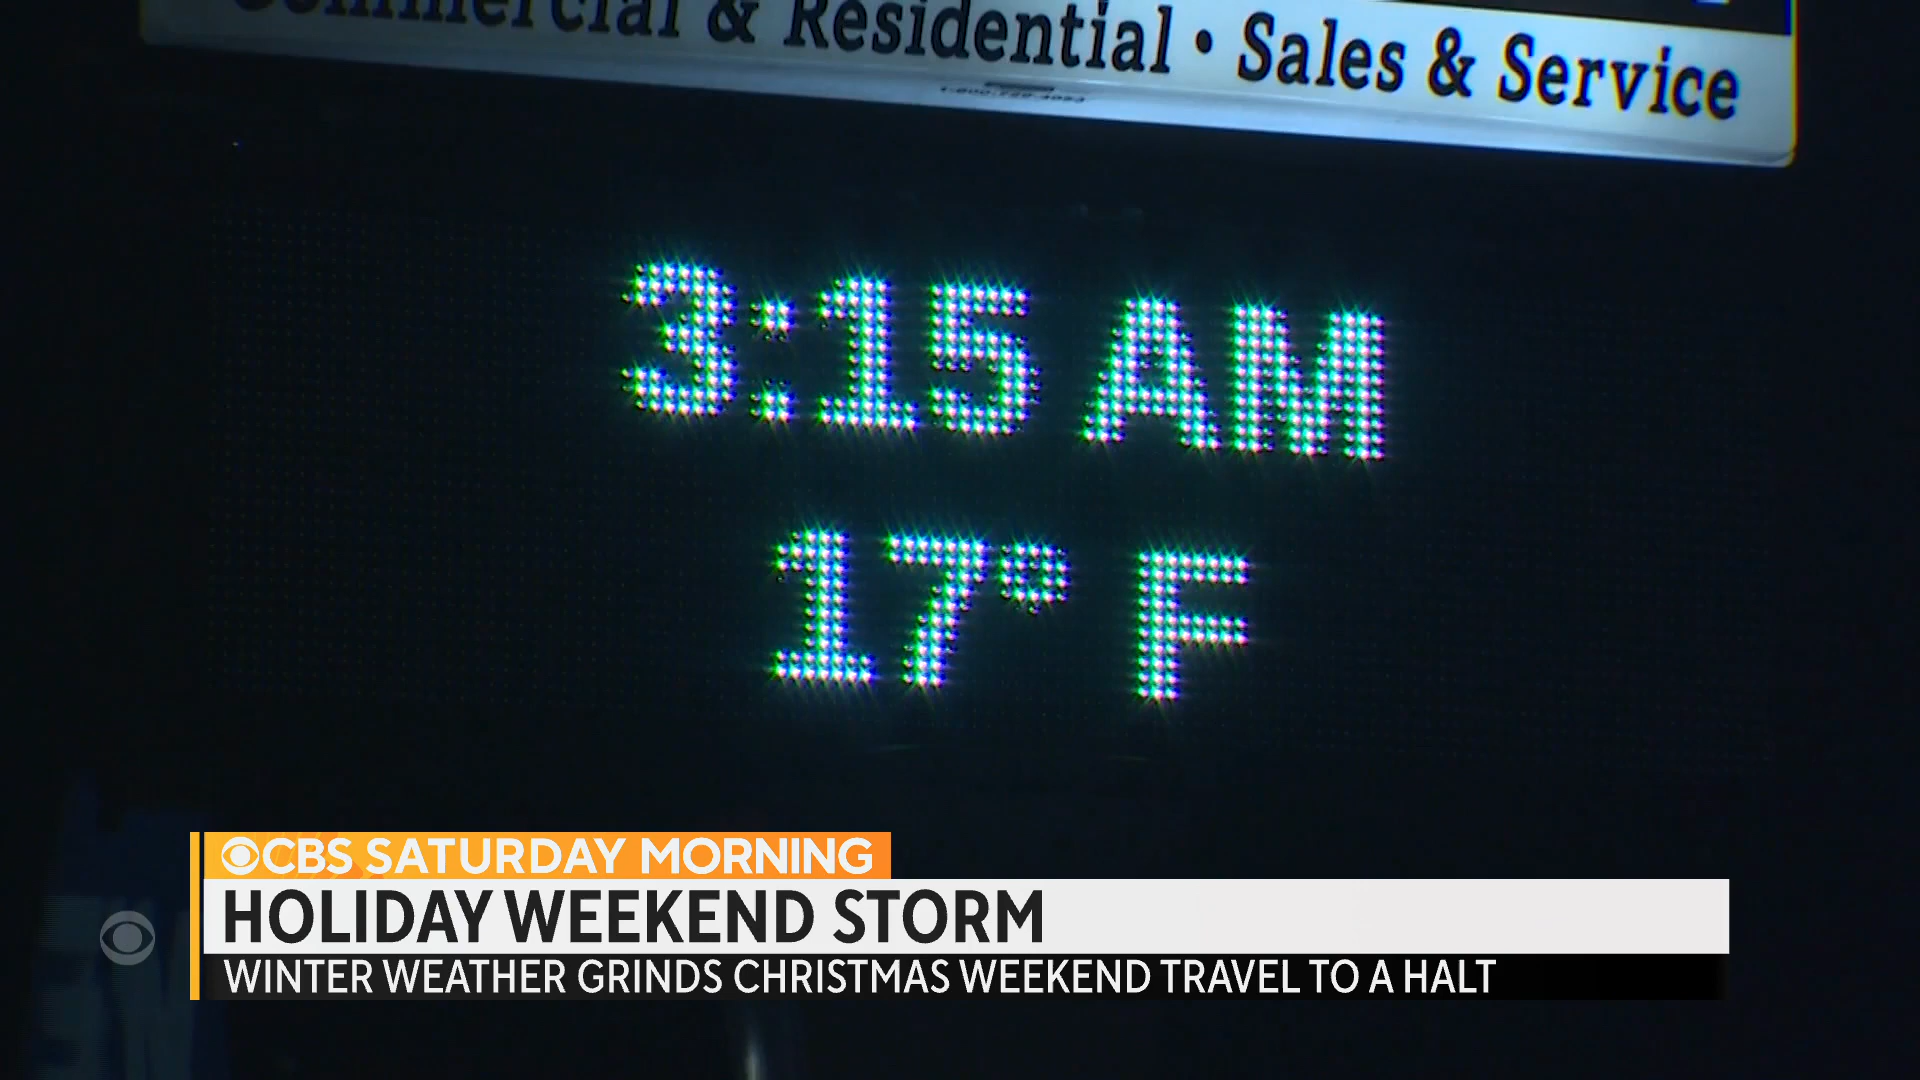 Commercial & Residential • Sales & Service
3:15 AM
17° F
CBS SATURDAY MORNING
HOLIDAY WEEKEND STORM
WINTER WEATHER GRINDS CHRISTMAS WEEKEND TRAVEL TO A HALT